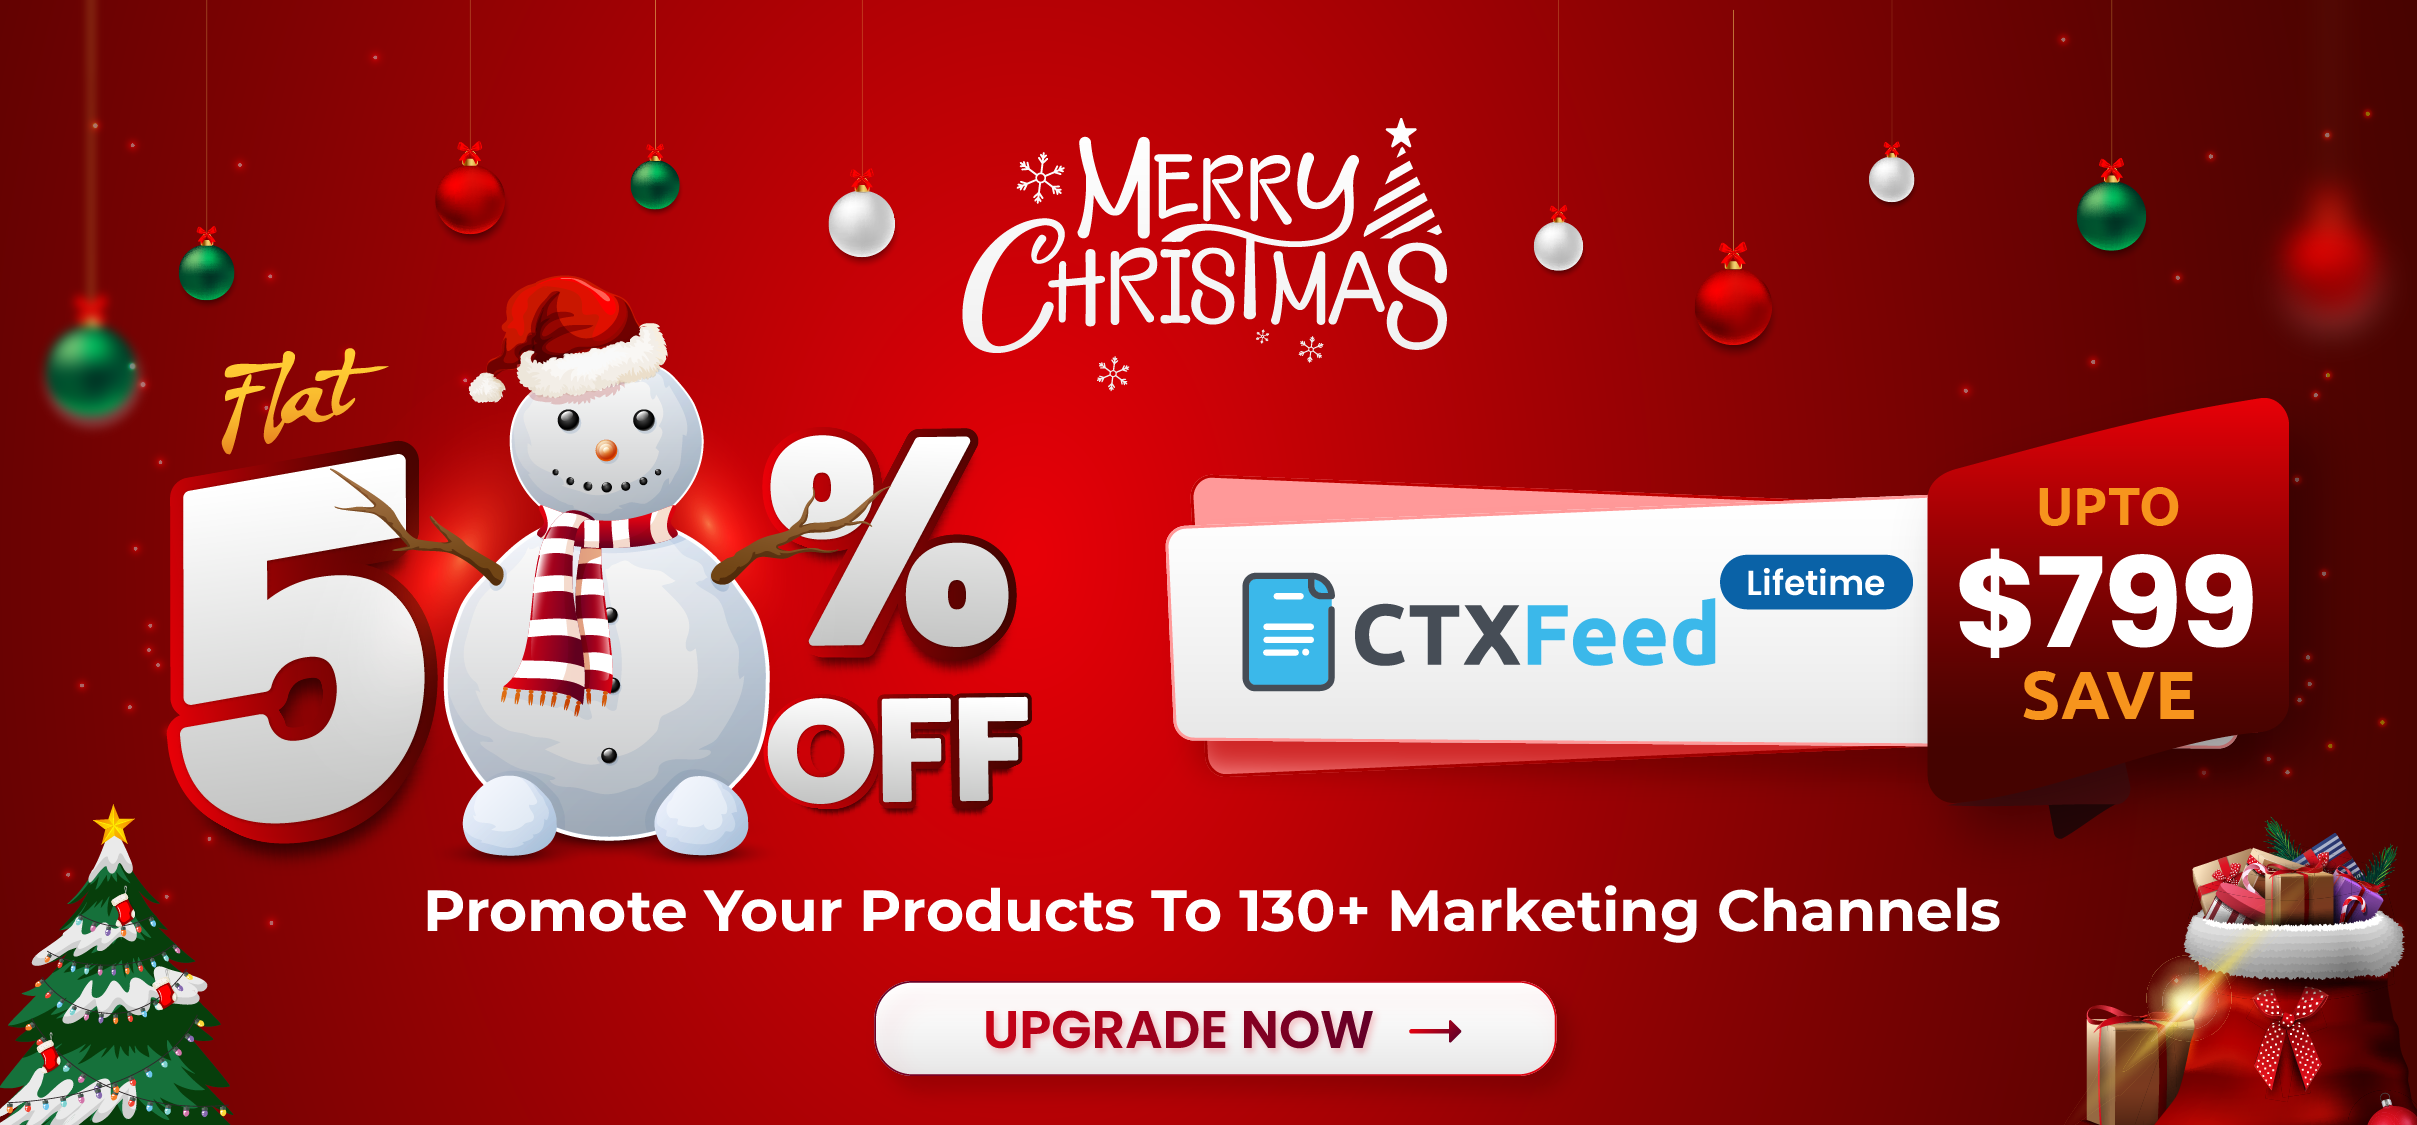 MERRY
CHRISTMAS
Flat
50%
OFF
CTXFeed
Lifetime
UPTO
$799
SAVE
Promote Your Products To 130+ Marketing Channels
UPGRADE NOW →